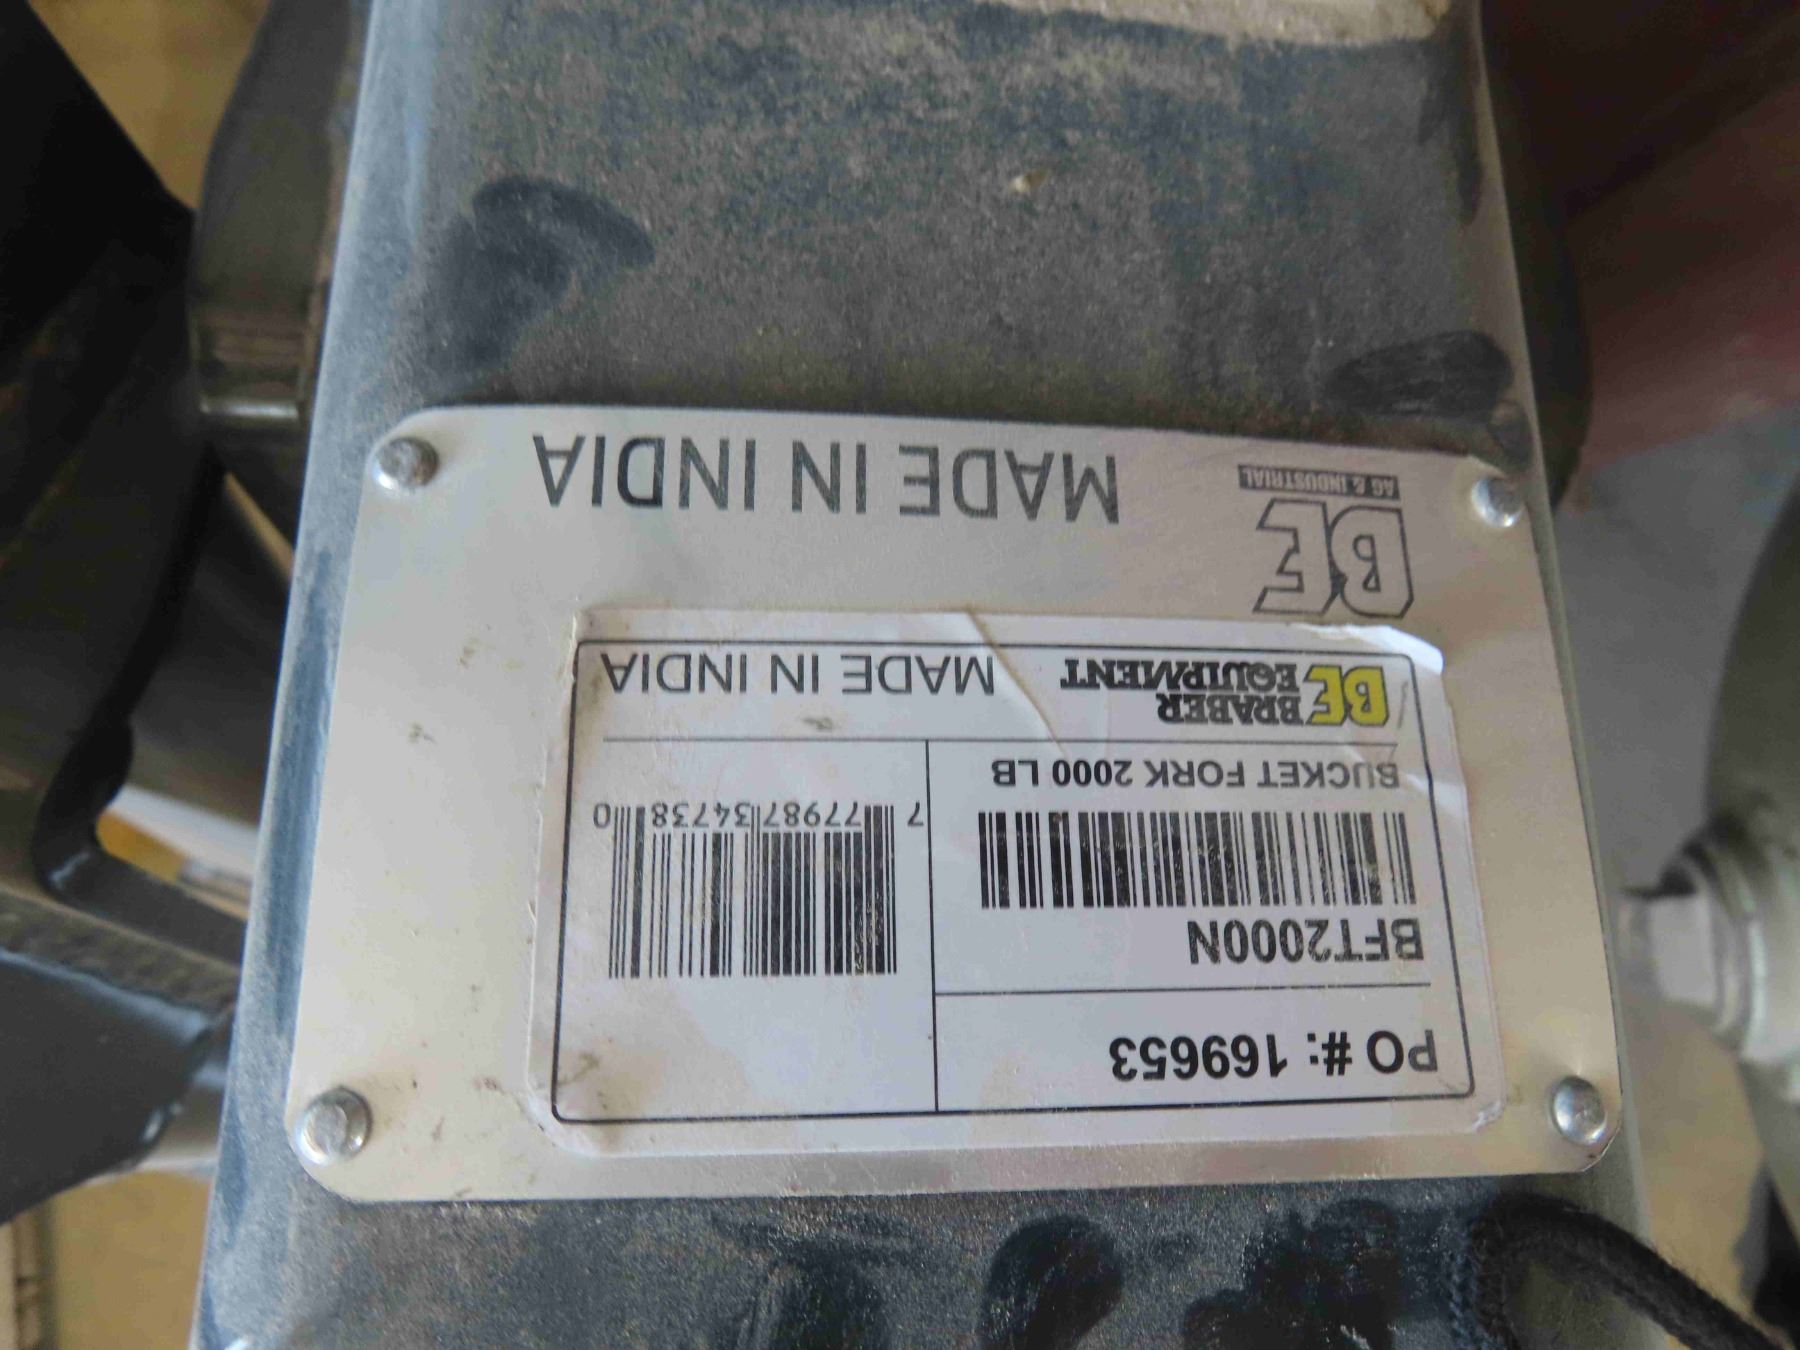 PO #: 169653
BFT2000N
BUCKET FORK 2000 LB
7 77987 34738 0
BE BRABER EQUIPMENT
MADE IN INDIA
BE
AG & INDUSTRIAL
MADE IN INDIA